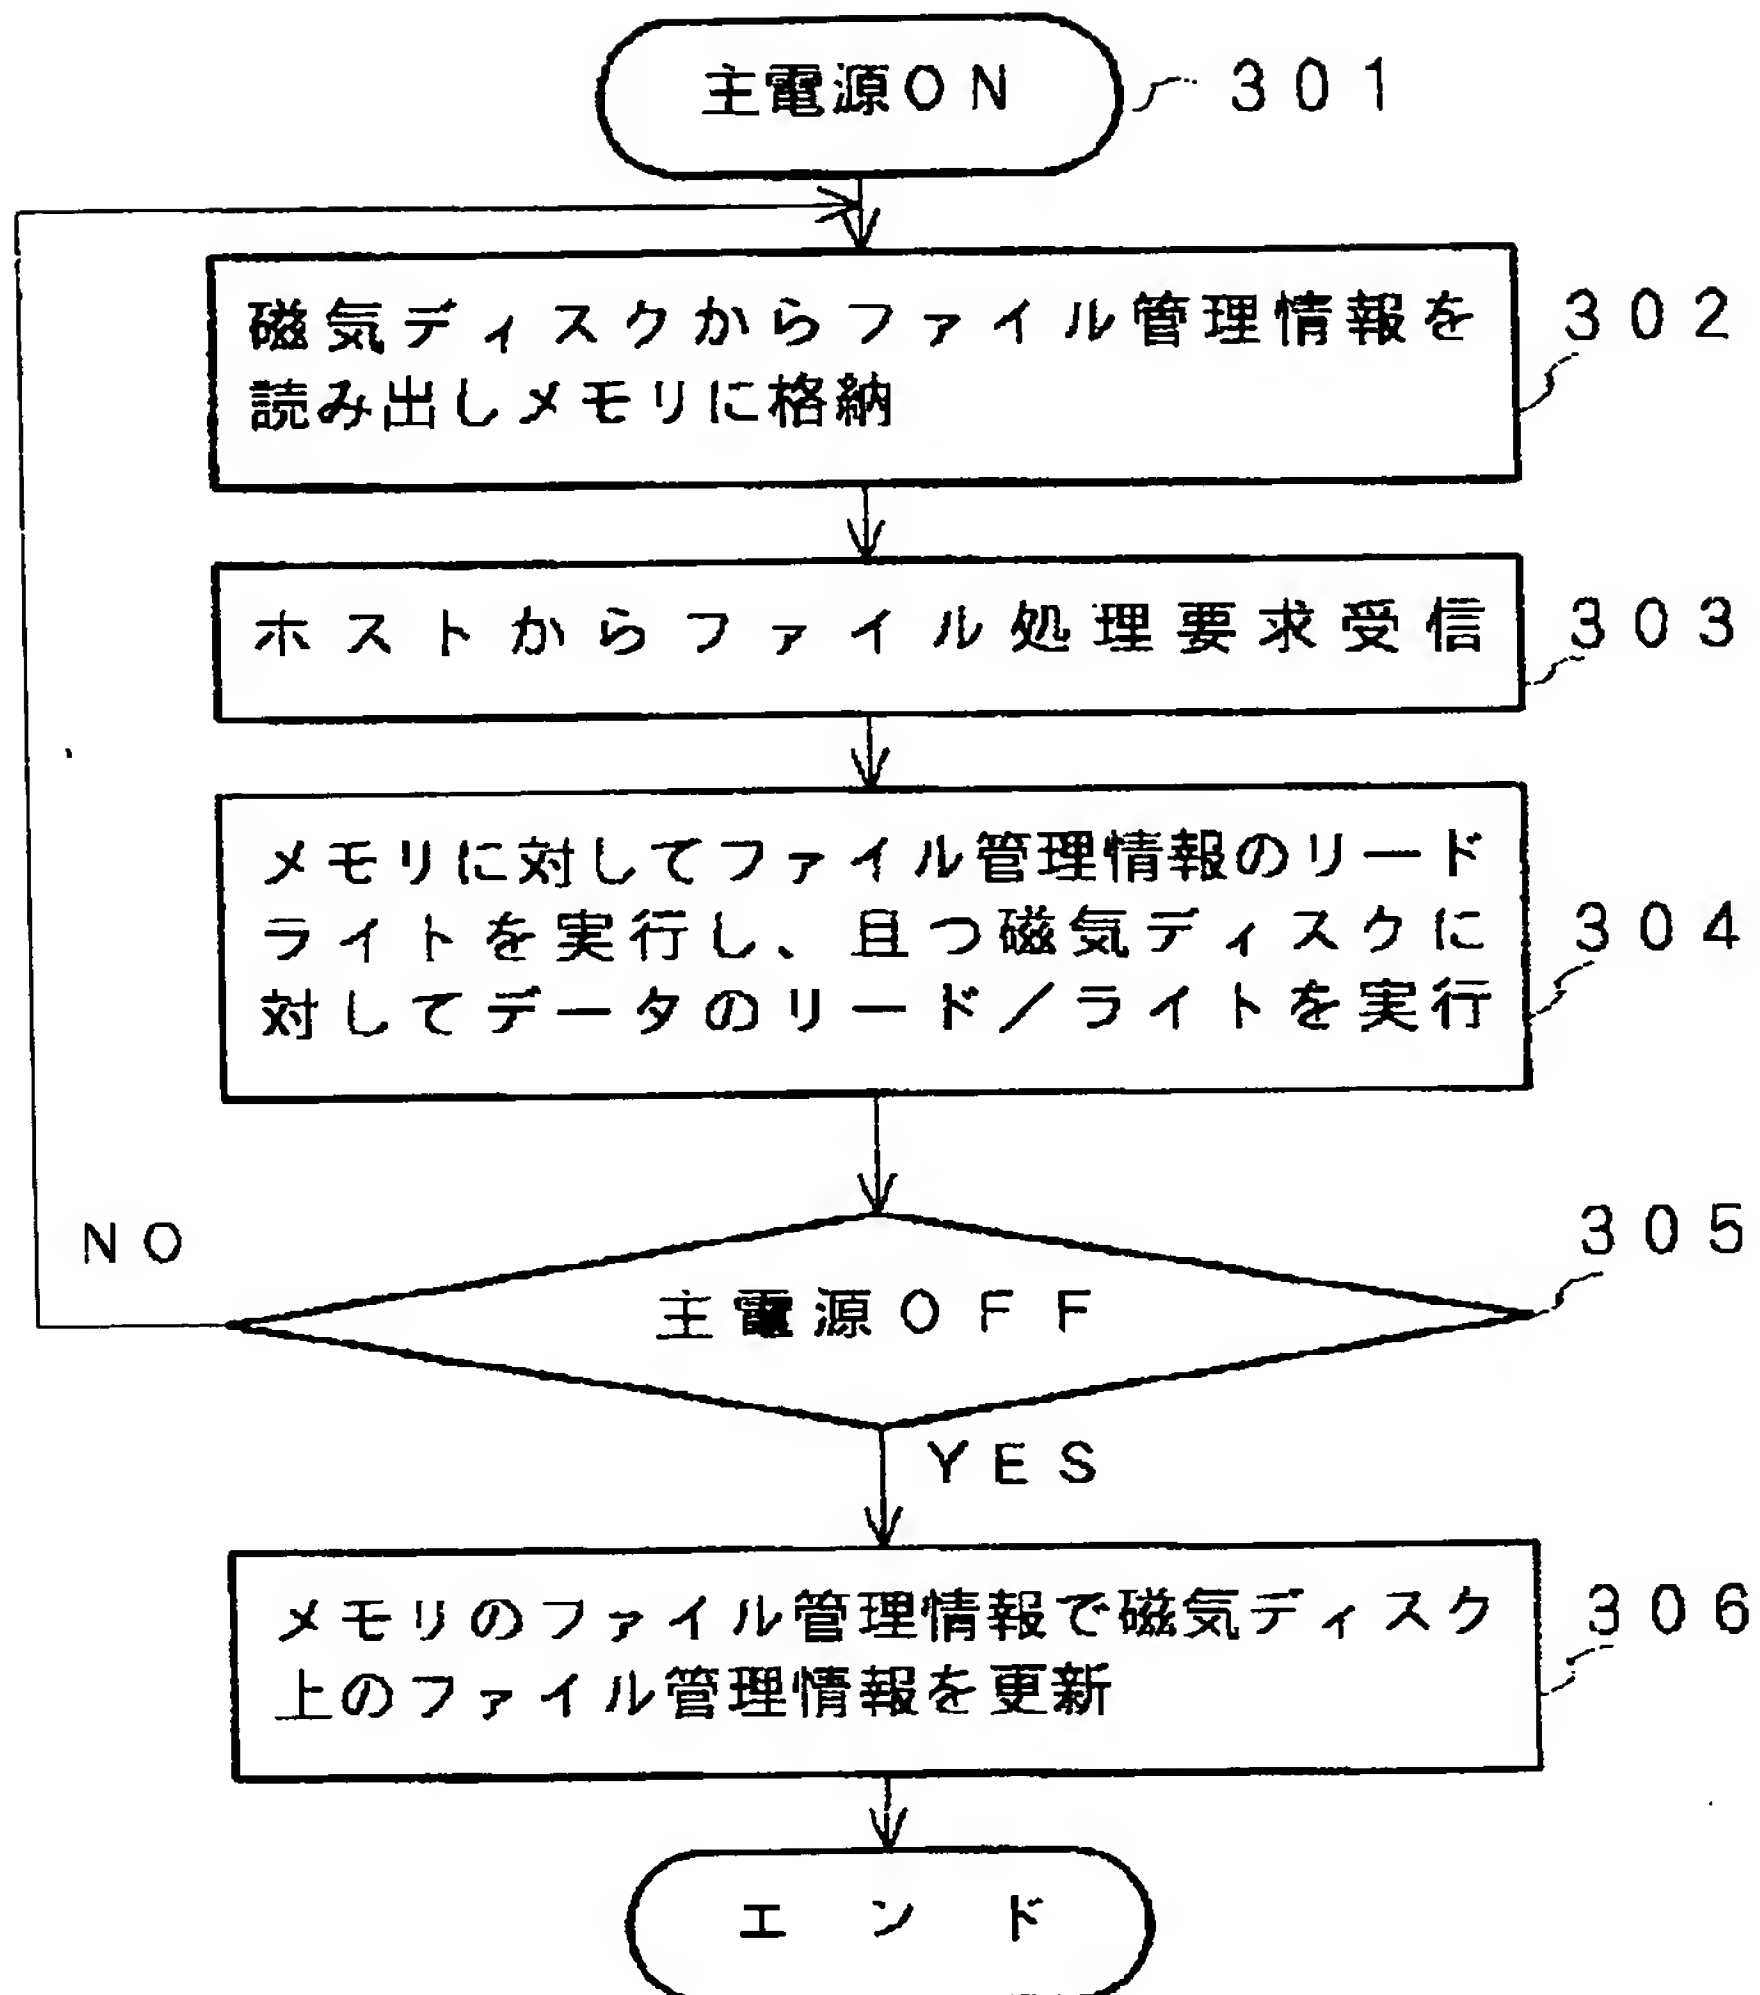 主電源ON
301
磁気ディスクからファイル管理情報を
読み出しメモリに格納
302
ホストからファイル処理要求受信
303
メモリに対してファイル管理情報のリード
ライトを実行し、且つ磁気ディスクに
対してデータのリード/ライトを実行
304
NO
主電源OFF
305
YES
メモリのファイル管理情報で磁気ディスク
上のファイル管理情報を更新
306
エンド